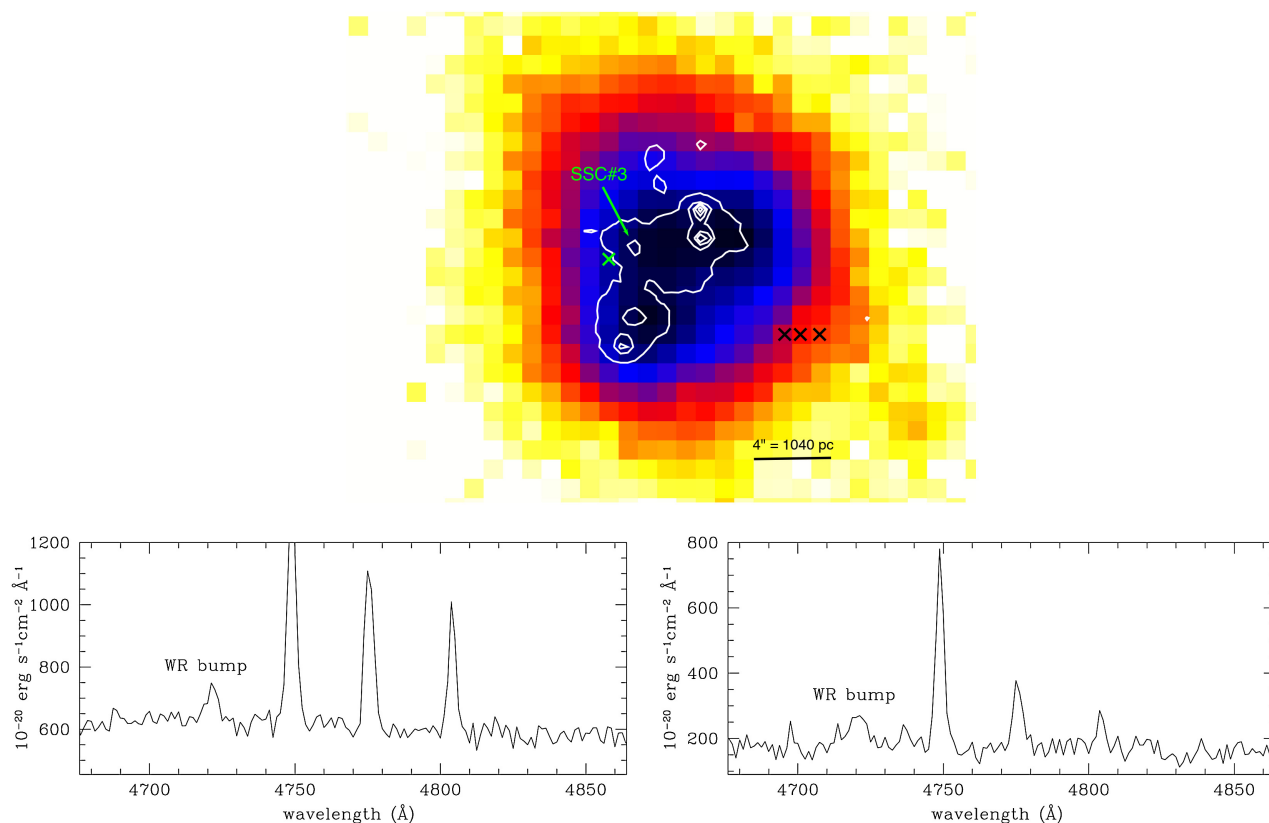 SSC#3
4" = 1040 pc
1200
1000
800
600
10⁻²⁰ erg s⁻¹cm⁻² Å⁻¹
WR bump
4700
4750
4800
4850
wavelength (Å)
800
600
400
200
10⁻²⁰ erg s⁻¹cm⁻² Å⁻¹
WR bump
4700
4750
4800
4850
wavelength (Å)